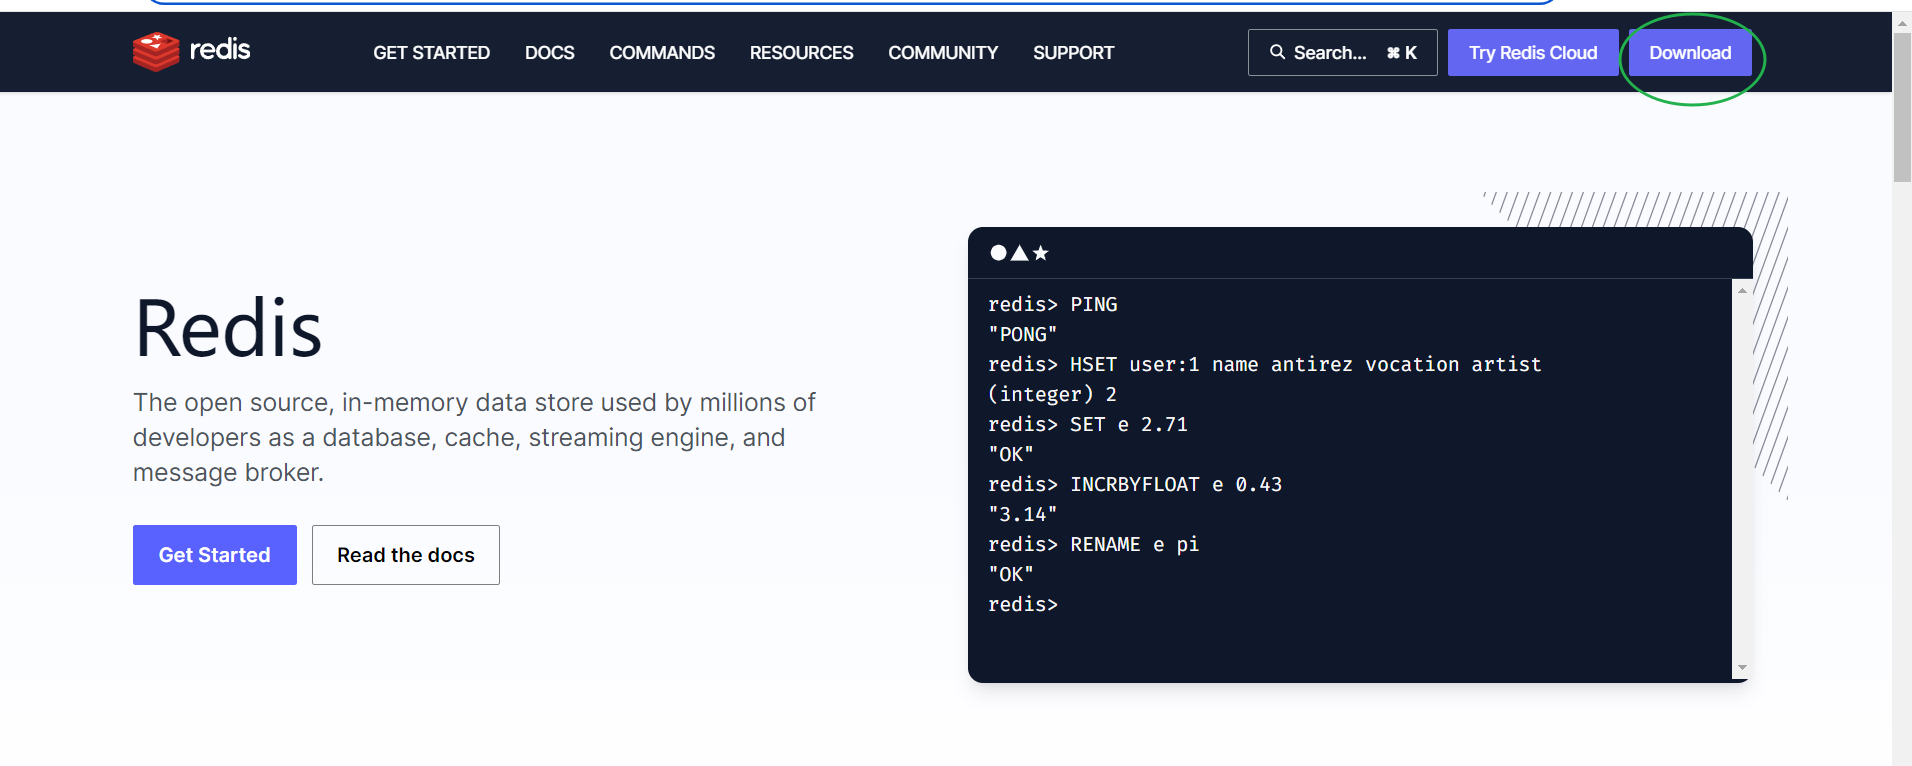 redis
GET STARTED DOCS COMMANDS RESOURCES COMMUNITY SUPPORT
Search... ⌘ K
Try Redis Cloud
Download
Redis
The open source, in-memory data store used by millions of
developers as a database, cache, streaming engine, and
message broker.
Get Started
Read the docs
redis> PING
"PONG"
redis> HSET user:1 name antirez vocation artist
(integer) 2
redis> SET e 2.71
"OK"
redis> INCRBYFLOAT e 0.43
"3.14"
redis> RENAME e pi
"OK"
redis>